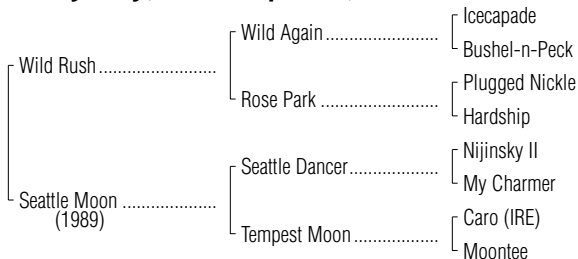 Wild Again
Icecapade
Bushel-n-Peck
Wild Rush
Rose Park
Plugged Nickle
Hardship
Seattle Dancer
Nijinsky II
My Charmer
Seattle Moon
(1989)
Tempest Moon
Caro (IRE)
Moontee